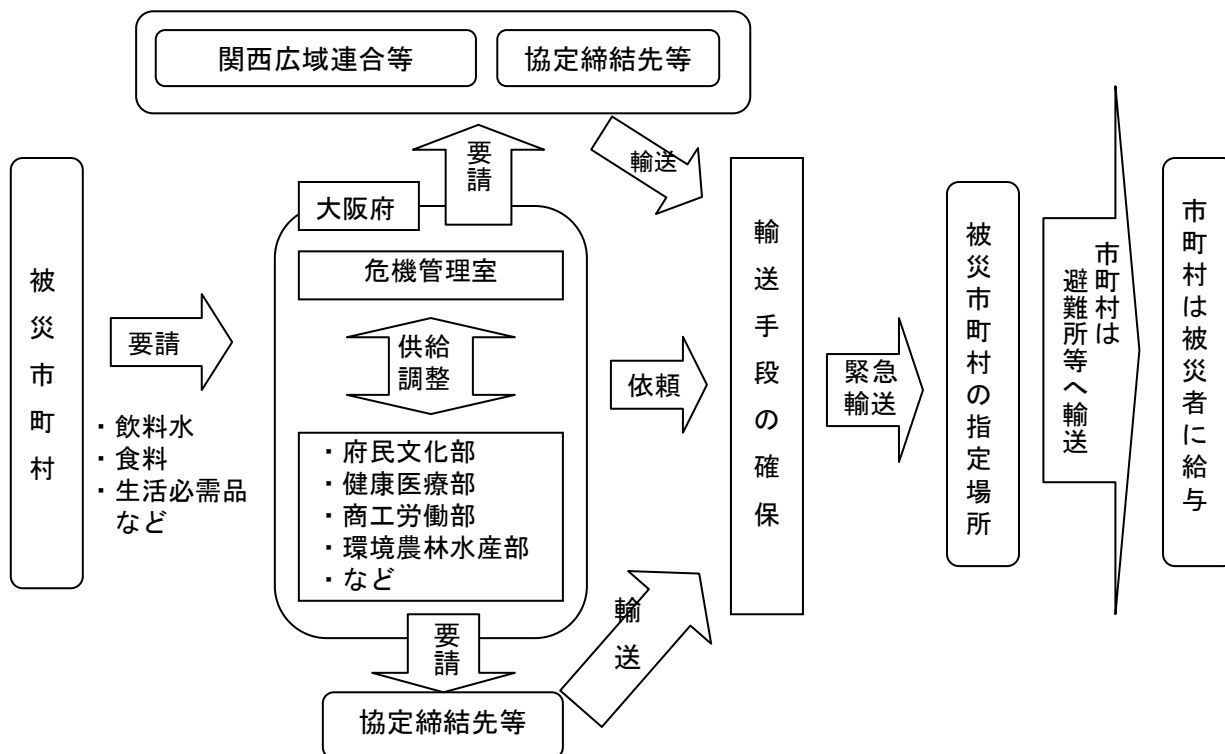 関西広域連合等
協定締結先等
要請
輸送
大阪府
危機管理室
供給
調整
・府民文化部
・健康医療部
・商工労働部
・環境農林水産部
・など
被災市町村
要請
・飲料水
・食料
・生活必需品
など
依頼
要請
協定締結先等
輸送
輸送手段の確保
緊急
輸送
被災市町村の指定場所
市町村は
避難所等へ輸送
市町村は被災者に給与